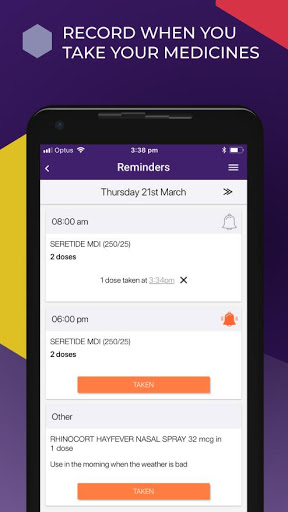 RECORD WHEN YOU
TAKE YOUR MEDICINES
Optus 3:38 pm
Reminders
Thursday 21st March
08:00 am
SERETIDE MDI (250/25)
2 doses
1 dose taken at 3:34pm
06:00 pm
SERETIDE MDI (250/25)
2 doses
TAKEN
Other
RHINOCORT HAYFEVER NASAL SPRAY 32 mcg in
1 dose
Use in the morning when the weather is bad
TAKEN